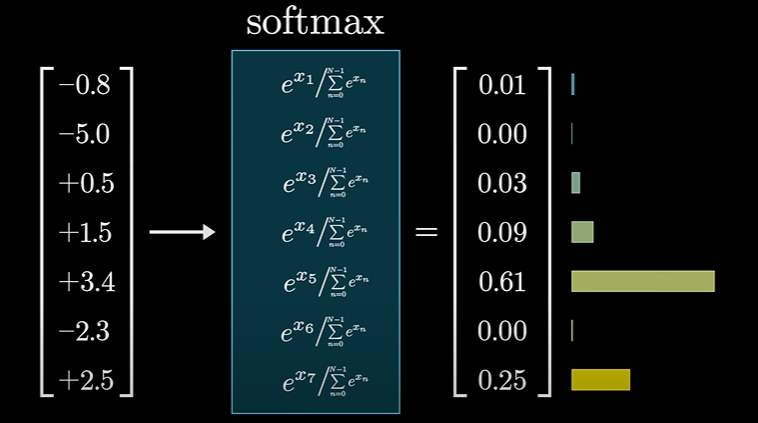 softmax
−0.8 e^{x_1}/∑_{n=0}^{N−1} e^{x_n} 0.01
−5.0 e^{x_2}/∑_{n=0}^{N−1} e^{x_n} 0.00
+0.5 e^{x_3}/∑_{n=0}^{N−1} e^{x_n} 0.03
+1.5 e^{x_4}/∑_{n=0}^{N−1} e^{x_n} = 0.09
+3.4 e^{x_5}/∑_{n=0}^{N−1} e^{x_n} 0.61
−2.3 e^{x_6}/∑_{n=0}^{N−1} e^{x_n} 0.00
+2.5 e^{x_7}/∑_{n=0}^{N−1} e^{x_n} 0.25